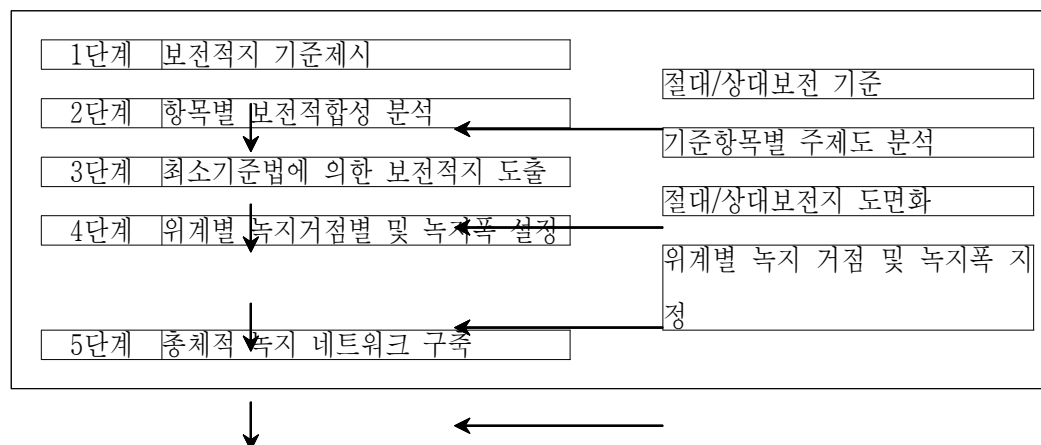 1단계 보전적지 기준제시
2단계 항목별 보전적합성 분석
3단계 최소기준법에 의한 보전적지 도출
4단계 위계별 녹지거점별 및 녹지폭 설정
5단계 총체적 녹지 네트워크 구축
절대/상대보전 기준
기준항목별 주제도 분석
절대/상대보전지 도면화
위계별 녹지 거점 및 녹지폭 지
정